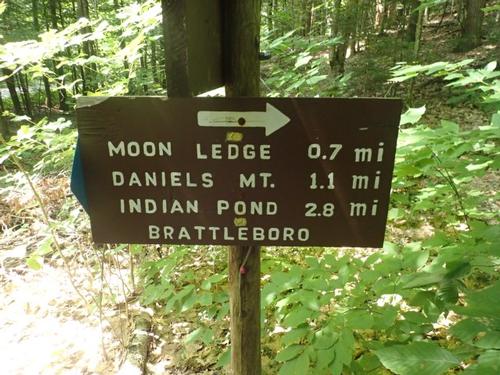 MOON LEDGE 0.7 mi
DANIELS MT. 1.1 mi
INDIAN POND 2.8 mi
BRATTLEBORO